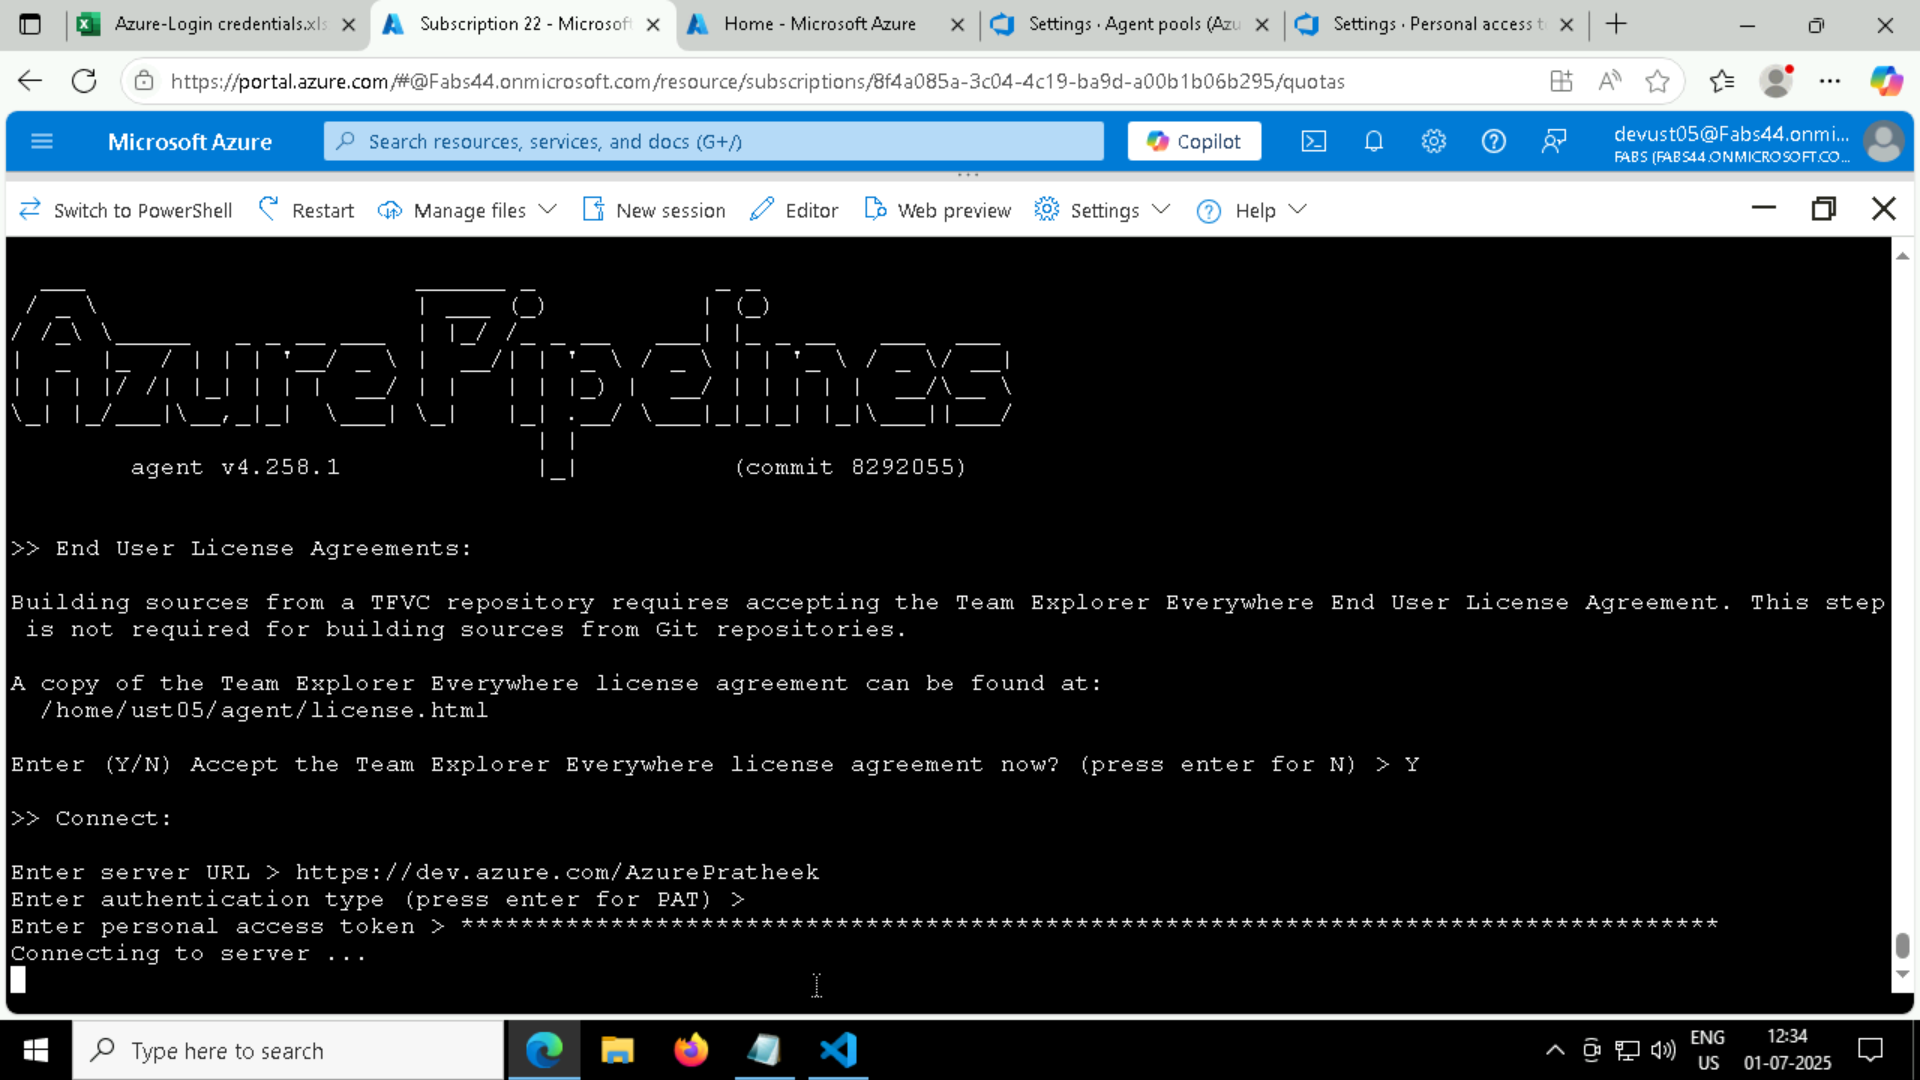 Azure-Login credentials.xls
Subscription 22 - Microsoft
Home - Microsoft Azure
Settings · Agent pools (Azu
Settings · Personal access t
https://portal.azure.com/#@Fabs44.onmicrosoft.com/resource/subscriptions/8f4a085a-3c04-4c19-ba9d-a00b1b06b295/quotas
Microsoft Azure
Search resources, services, and docs (G+/)
Copilot
devust05@Fabs44.onmi...
FABS (FABS44.ONMICROSOFT.CO...
Switch to PowerShell
Restart
Manage files
New session
Editor
Web preview
Settings
Help
Azure Pipelines
agent v4.258.1 (commit 8292055)
>> End User License Agreements:
Building sources from a TFVC repository requires accepting the Team Explorer Everywhere End User License Agreement. This step
is not required for building sources from Git repositories.
A copy of the Team Explorer Everywhere license agreement can be found at:
/home/ust05/agent/license.html
Enter (Y/N) Accept the Team Explorer Everywhere license agreement now? (press enter for N) > Y
>> Connect:
Enter server URL > https://dev.azure.com/AzurePratheek
Enter authentication type (press enter for PAT) >
Enter personal access token > ************************************************************************************
Connecting to server ...
Type here to search
ENG
US
12:34
01-07-2025